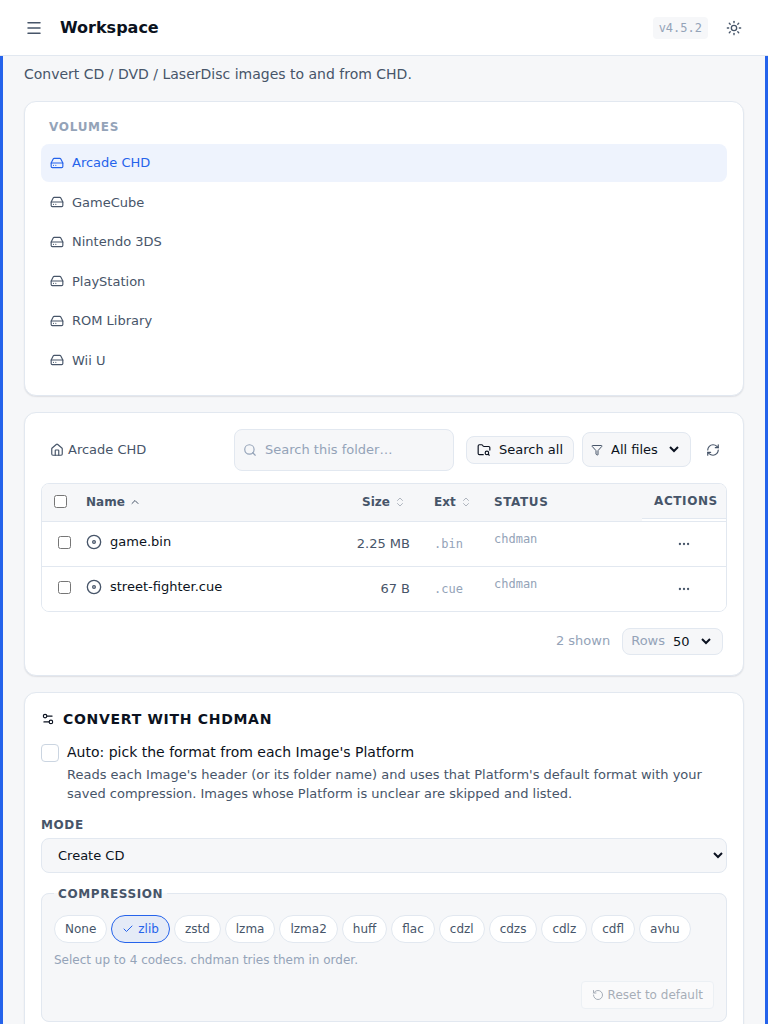 Workspace
v4.5.2
Convert CD / DVD / LaserDisc images to and from CHD.
VOLUMES
Arcade CHD
GameCube
Nintendo 3DS
PlayStation
ROM Library
Wii U
Arcade CHD
Search this folder…
Search all
All files
Name Size Ext STATUS ACTIONS
game.bin 2.25 MB .bin chdman
street-fighter.cue 67 B .cue chdman
2 shown Rows 50
CONVERT WITH CHDMAN
Auto: pick the format from each Image's Platform
Reads each Image's header (or its folder name) and uses that Platform's default format with your
saved compression. Images whose Platform is unclear are skipped and listed.
MODE
Create CD
COMPRESSION
None zlib zstd lzma lzma2 huff flac cdzl cdzs cdlz cdfl avhu
Select up to 4 codecs. chdman tries them in order.
Reset to default